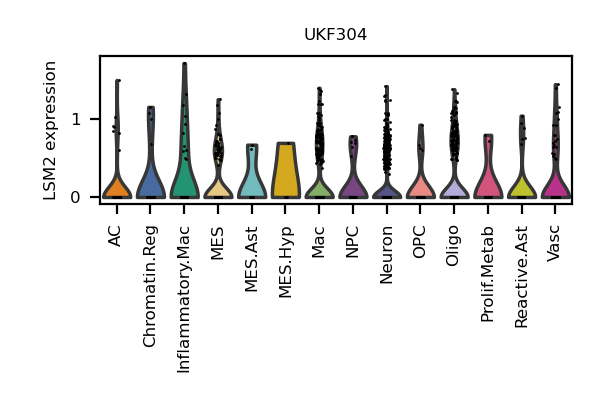 UKF304
LSM2 expression
1
0
AC
Chromatin.Reg
Inflammatory.Mac
MES
MES.Ast
MES.Hyp
Mac
NPC
Neuron
OPC
Oligo
Prolif.Metab
Reactive.Ast
Vasc